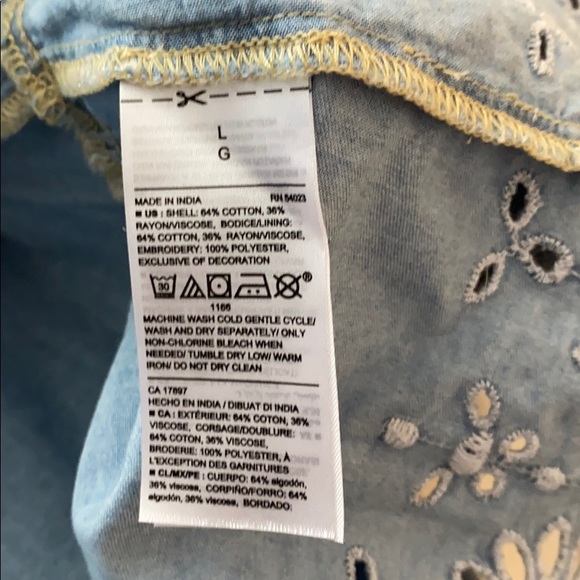 L
G
MADE IN INDIA RN 54023
■ US : SHELL: 64% COTTON, 36%
RAYON/VISCOSE, BODICE/LINING:
64% COTTON, 36% RAYON/VISCOSE,
EMBROIDERY: 100% POLYESTER,
EXCLUSIVE OF DECORATION
30
®
1166
MACHINE WASH COLD GENTLE CYCLE/
WASH AND DRY SEPARATELY/ ONLY
NON-CHLORINE BLEACH WHEN
NEEDED/ TUMBLE DRY LOW/ WARM
IRON/ DO NOT DRY CLEAN
CA 17897
HECHO EN INDIA / DIBUAT DI INDIA
■ CA : EXTÉRIEUR: 64% COTON, 36%
VISCOSE, CORSAGE/DOUBLURE:
64% COTON, 36% VISCOSE,
BRODERIE: 100% POLYESTER, À
L'EXCEPTION DES GARNITURES
■ CL/MX/PE : CUERPO: 64% algodón,
36% viscosa, CORPIÑO/FORRO: 64%
algodón, 36% viscosa, BORDADO: